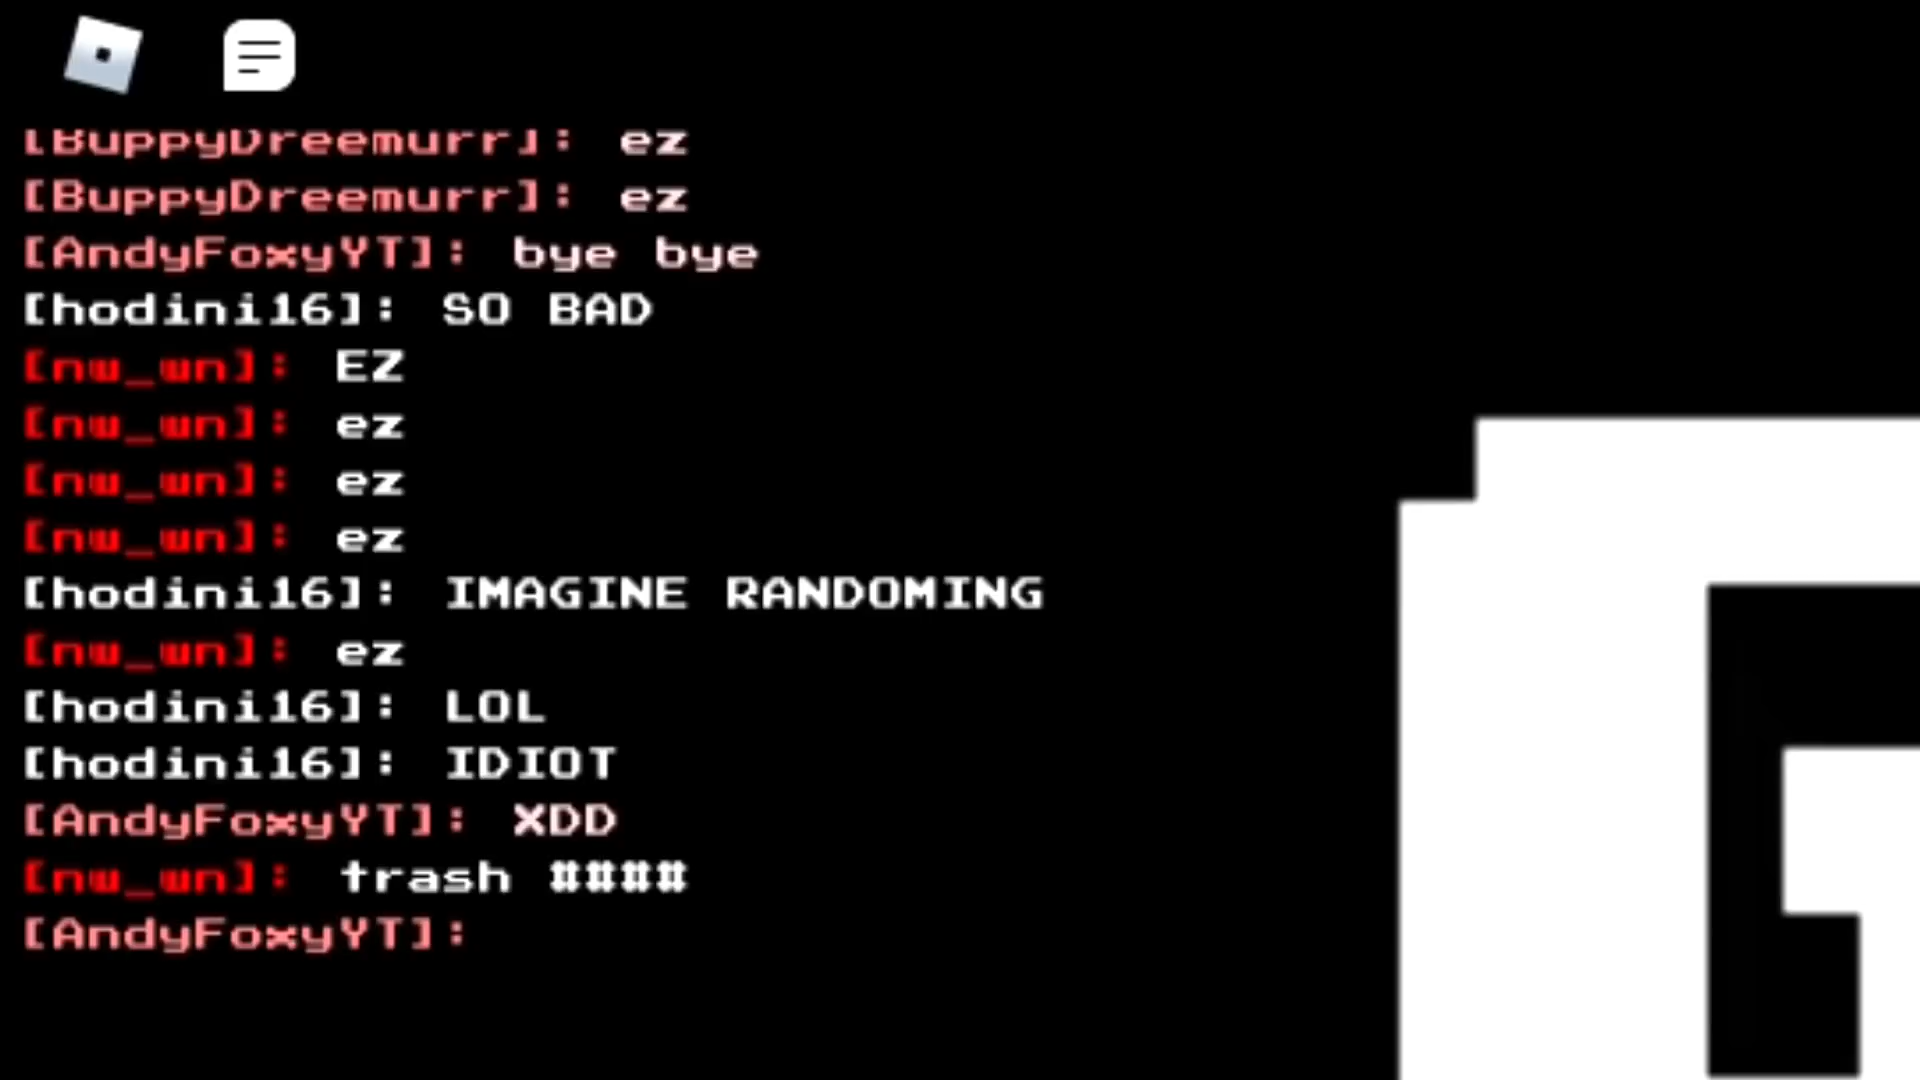 [BuppyDreemurr]: ez
[BuppyDreemurr]: ez
[AndyFoxyYT]: bye bye
[hodini16]: SO BAD
[nw_wn]: EZ
[nw_wn]: ez
[nw_wn]: ez
[nw_wn]: ez
[hodini16]: IMAGINE RANDOMING
[nw_wn]: ez
[hodini16]: LOL
[hodini16]: IDIOT
[AndyFoxyYT]: XDD
[nw_wn]: trash ####
[AndyFoxyYT]: